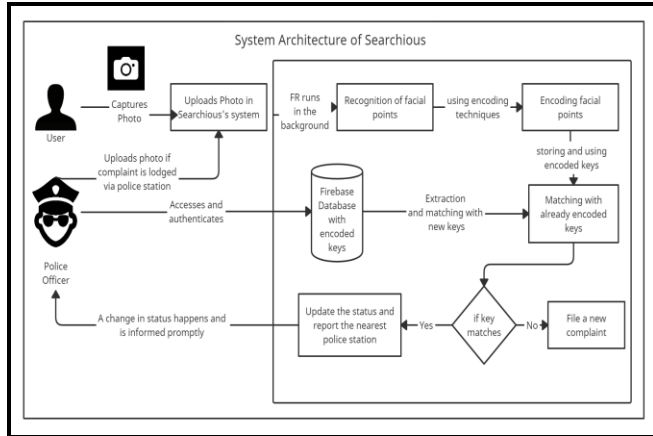 System Architecture of Searchious
User
Captures
Photo
Uploads Photo in
Searchious's system
FR runs
in the
background
Recognition of facial
points
using encoding
techniques
Encoding facial
points
storing and using
encoded keys
Uploads photo if
complaint is lodged
via police station
Police
Officer
Accesses and
authenticates
Firebase
Database
with
encoded
keys
Extraction
and matching with
new keys
Matching with
already encoded
keys
A change in status happens and
is informed promptly
Update the status and
report the nearest
police station
Yes
if key
matches
No
File a new
complaint